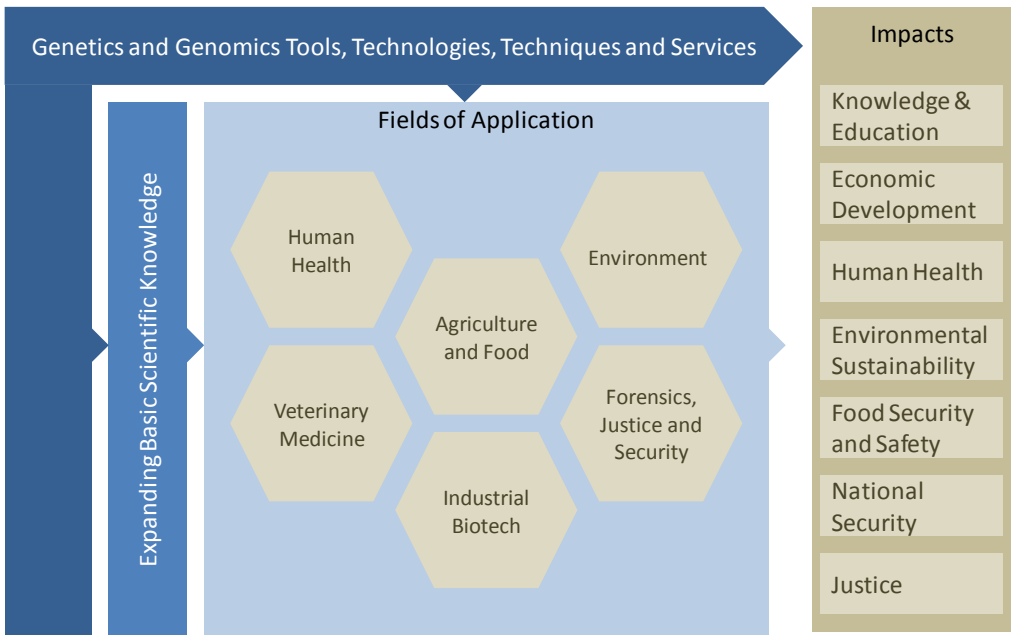 Genetics and Genomics Tools, Technologies, Techniques and Services
Impacts
Expanding Basic Scientific Knowledge
Fields of Application
Human
Health
Environment
Agriculture
and Food
Veterinary
Medicine
Forensics,
Justice and
Security
Industrial
Biotech
Knowledge &
Education
Economic
Development
Human Health
Environmental
Sustainability
Food Security
and Safety
National
Security
Justice